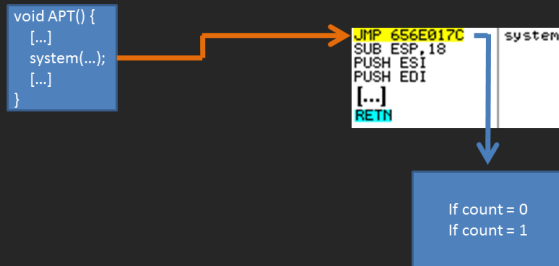 void APT() {
[...]
system(...);
[...]
}
JMP 656E017C system
SUB ESP,18
PUSH ESI
PUSH EDI
[...]
RETN
If count = 0
If count = 1